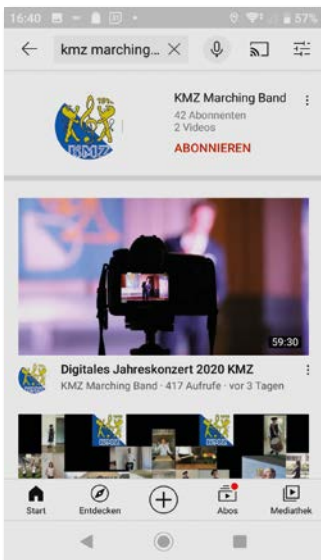 16:40
57%
kmz marching...
KMZ Marching Band
42 Abonnenten
2 Videos
ABONNIEREN
KMZ
59:30
Digitales Jahreskonzert 2020 KMZ
KMZ Marching Band · 417 Aufrufe · vor 3 Tagen
Start
Entdecken
Abos
Mediathek